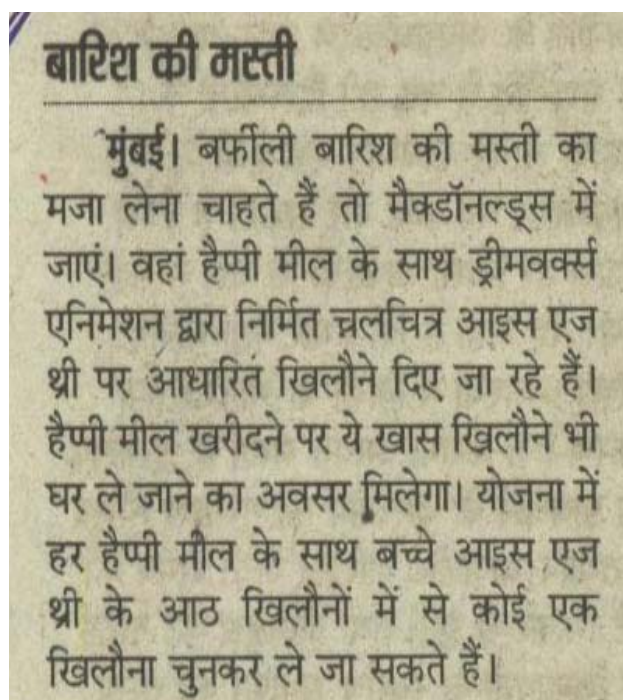 बारिश की मस्ती
मुंबई। बर्फीली बारिश की मस्ती का
मजा लेना चाहते हैं तो मैक्डॉनल्ड्स में
जाएं। वहां हैप्पी मील के साथ ड्रीमवर्क्स
एनिमेशन द्वारा निर्मित चलचित्र आइस एज
थ्री पर आधारित खिलौने दिए जा रहे हैं।
हैप्पी मील खरीदने पर ये खास खिलौने भी
घर ले जाने का अवसर मिलेगा। योजना में
हर हैप्पी मील के साथ बच्चे आइस एज
थ्री के आठ खिलौनों में से कोई एक
खिलौना चुनकर ले जा सकते हैं।